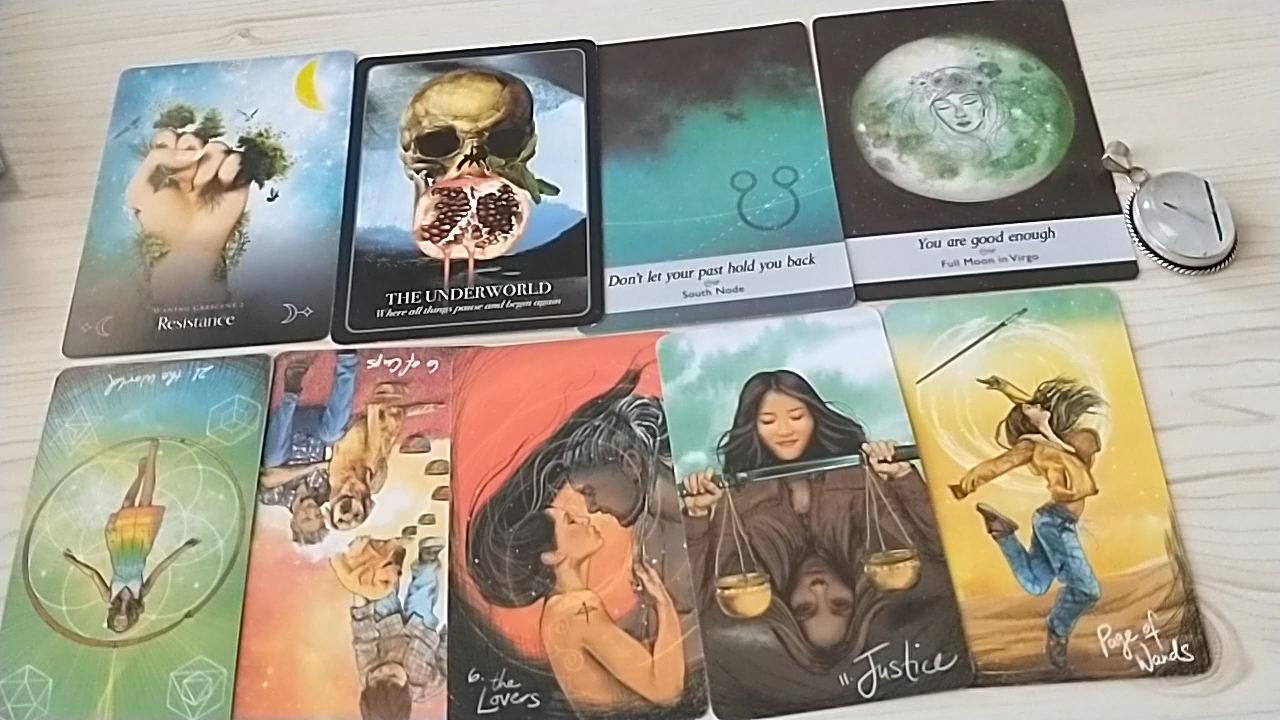 WANING CRESCENT 2
Resistance
THE UNDERWORLD
Where all things pause and begin again
Don't let your past hold you back
South Node
You are good enough
Full Moon in Virgo
21. the World
6 of Cups
6. the
Lovers
11. Justice
Page of
Wands